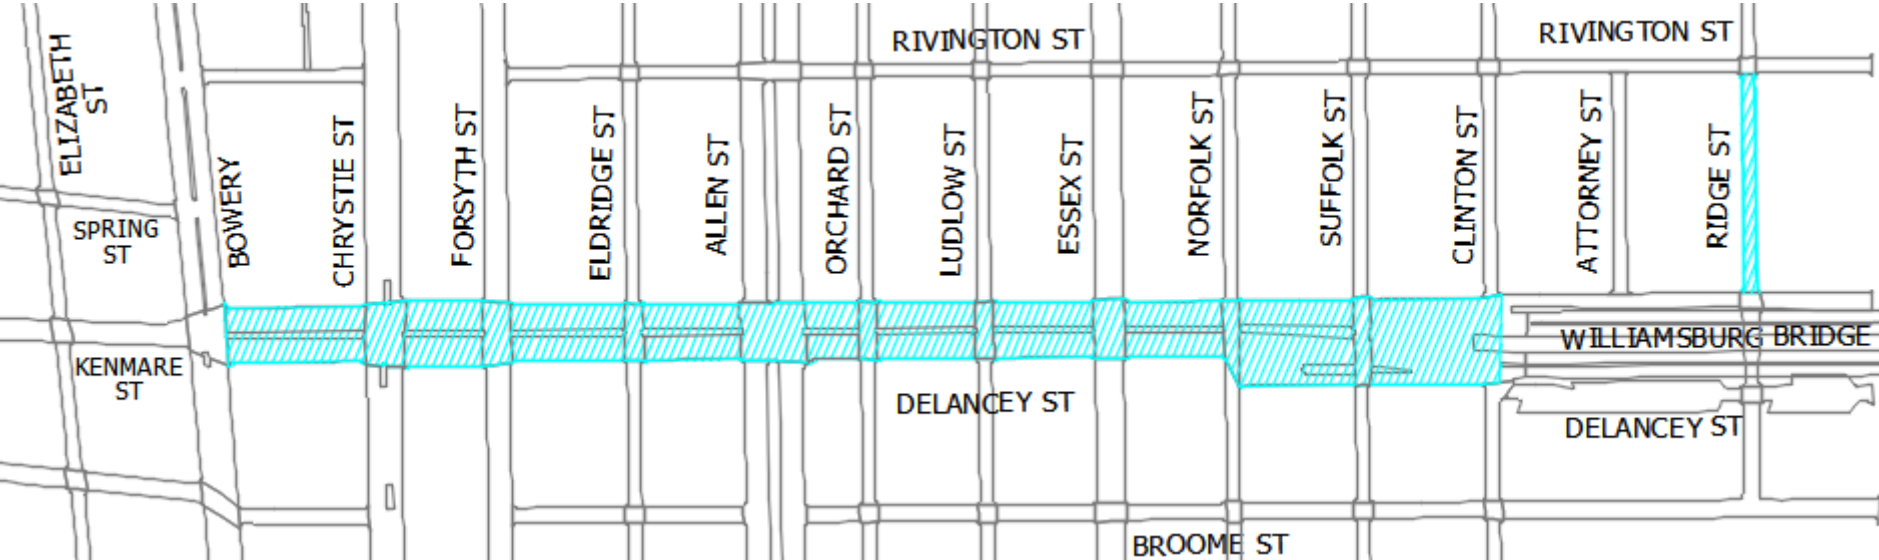 RIVINGTON ST
RIVINGTON ST
ELIZABETH
ST
BOWERY
CHRYSTIE ST
FORSYTH ST
ELDRIDGE ST
ALLEN ST
ORCHARD ST
LUDLOW ST
ESSEX ST
NORFOLK ST
SUFFOLK ST
CLINTON ST
ATTORNEY ST
RIDGE ST
SPRING
ST
WILLIAMSBURG BRIDGE
KENMARE
ST
DELANCEY ST
DELANCEY ST
BROOME ST